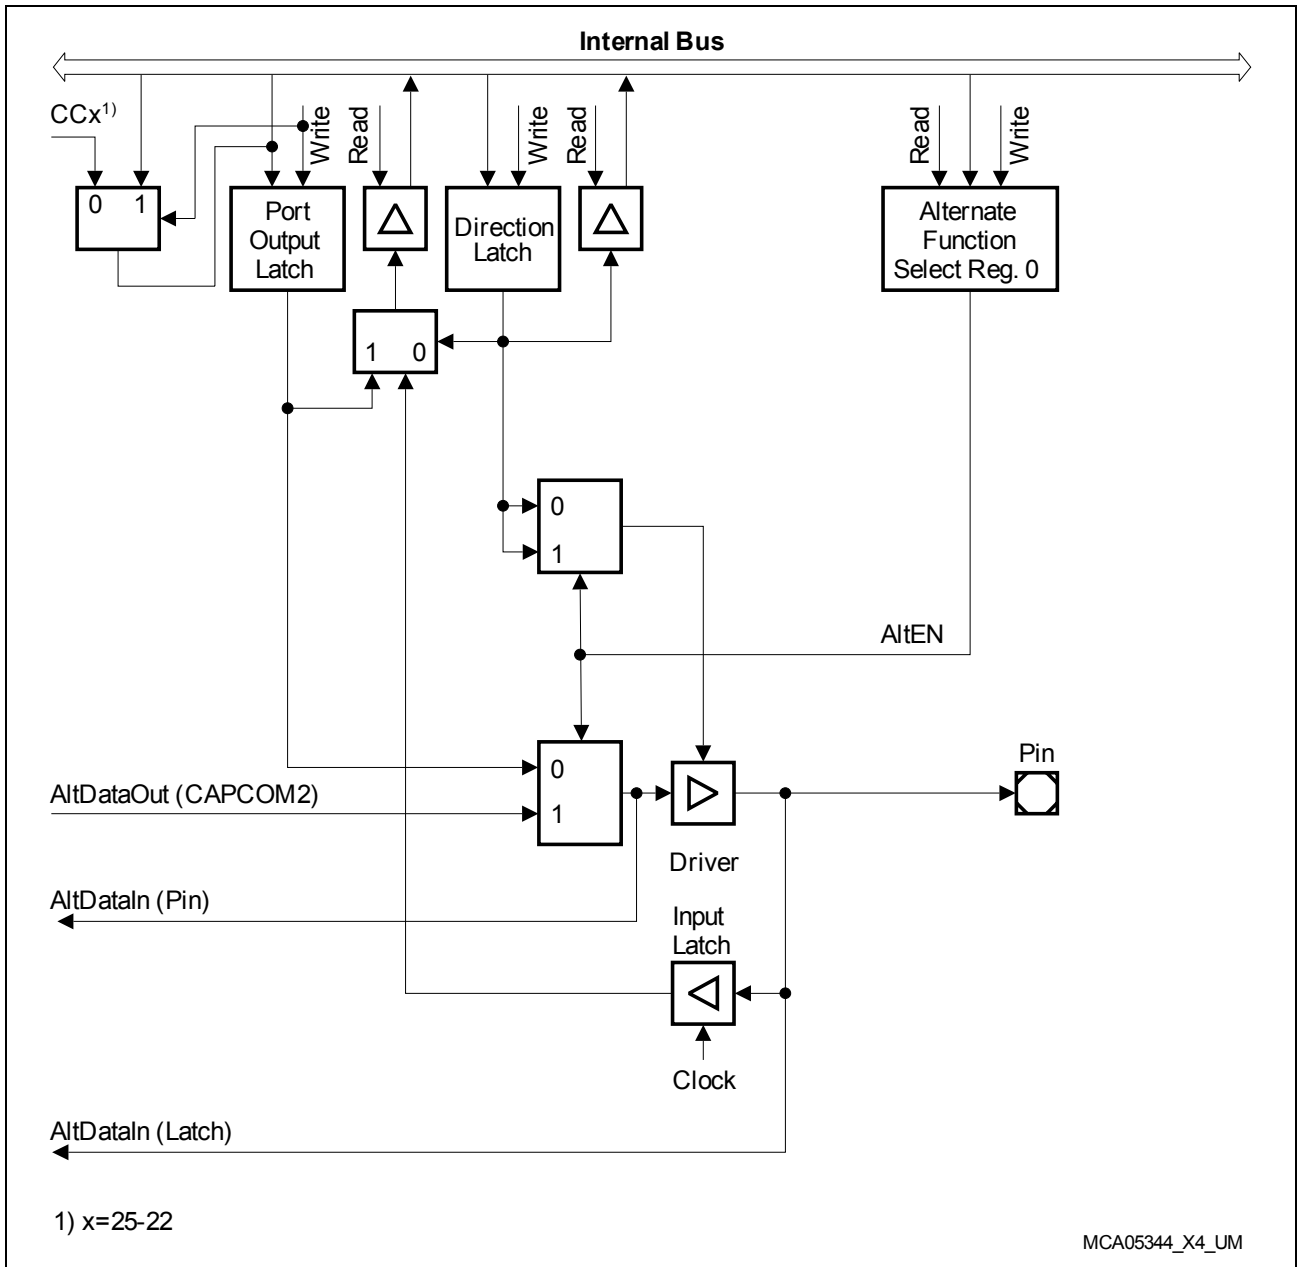 Internal Bus
CCx1)
Write
Read
Write
Read
Read
Write
0 1
Port
Output
Latch
Direction
Latch
Alternate
Function
Select Reg. 0
1 0
0
1
AltEN
Pin
0
1
AltDataOut (CAPCOM2)
Driver
AltDataIn (Pin)
Input
Latch
Clock
AltDataIn (Latch)
1) x=25-22
MCA05344_X4_UM